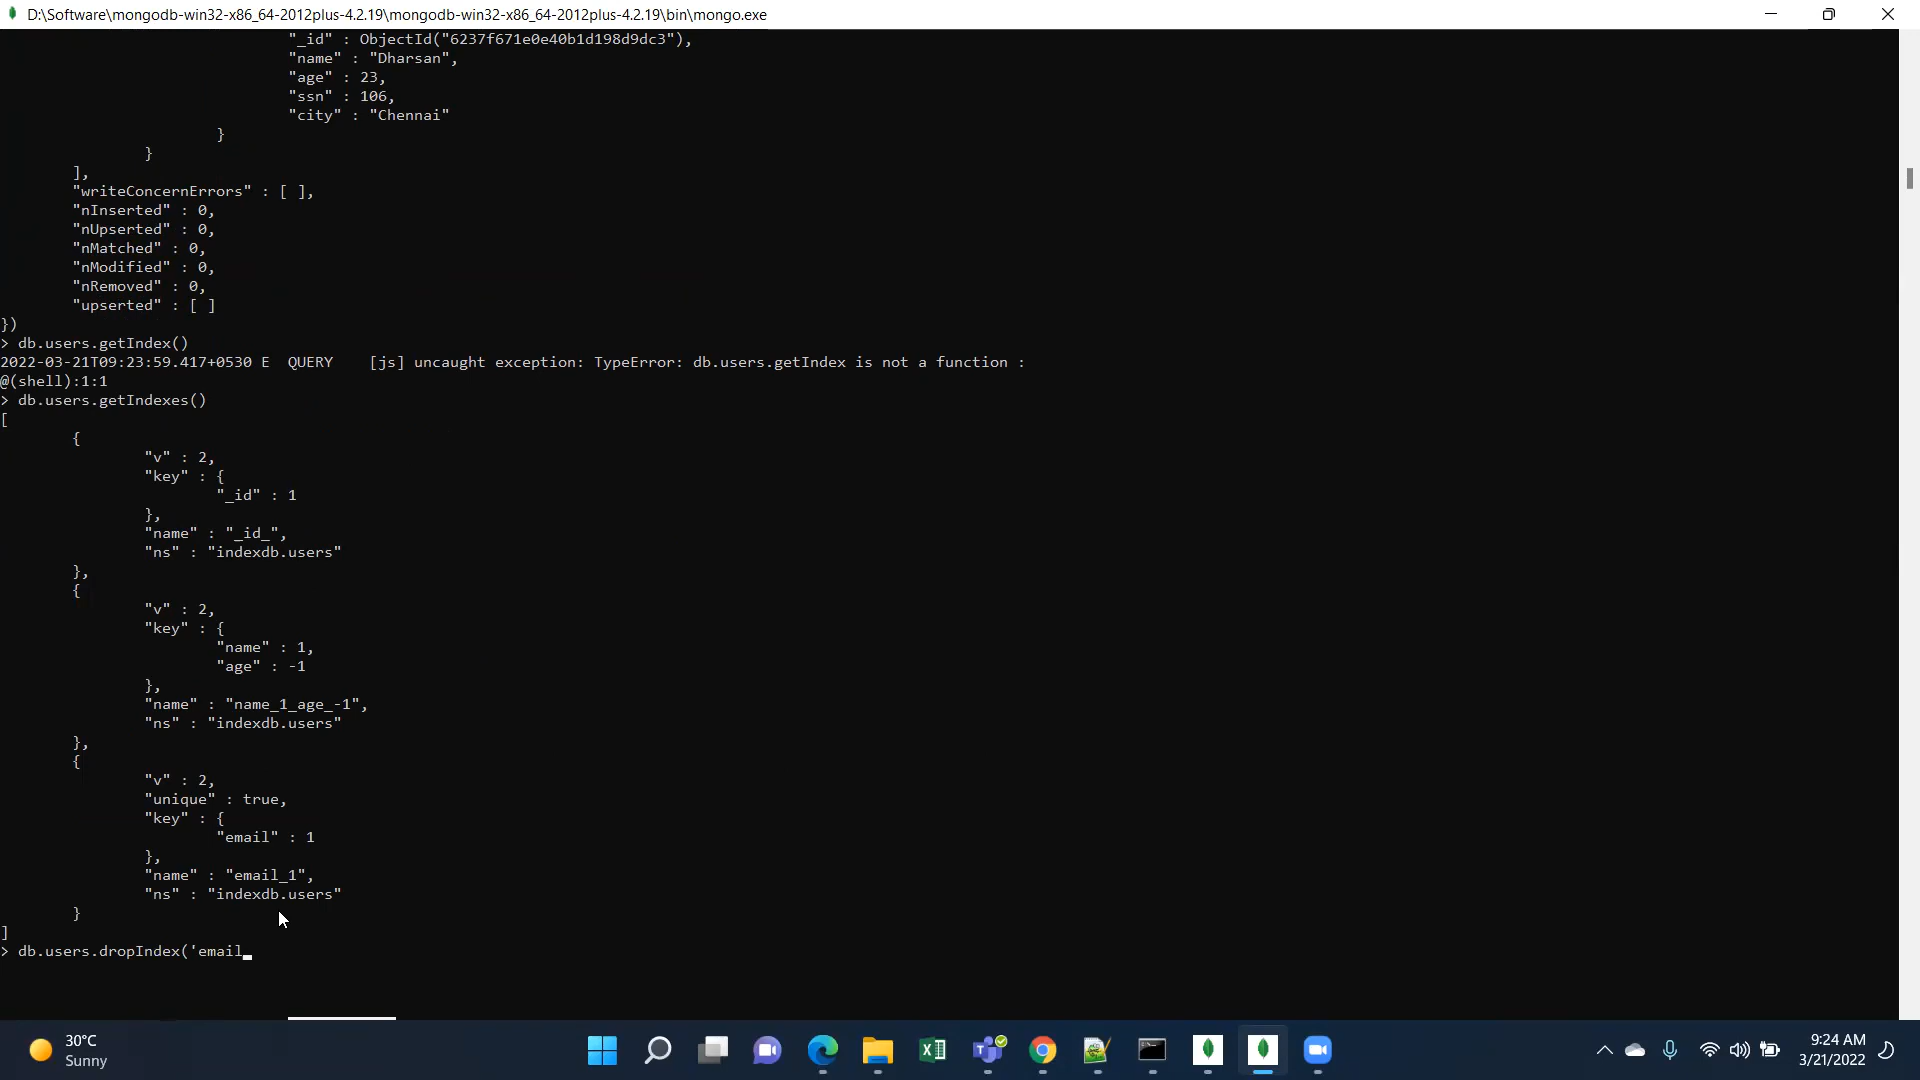 D:\Software\mongodb-win32-x86_64-2012plus-4.2.19\mongodb-win32-x86_64-2012plus-4.2.19\bin\mongo.exe
"_id" : ObjectId("6237f671e0e40b1d198d9dc3"),
"name" : "Dharsan",
"age" : 23,
"ssn" : 106,
"city" : "Chennai"
}
}
],
"writeConcernErrors" : [ ],
"nInserted" : 0,
"nUpserted" : 0,
"nMatched" : 0,
"nModified" : 0,
"nRemoved" : 0,
"upserted" : [ ]
})
> db.users.getIndex()
2022-03-21T09:23:59.417+0530 E  QUERY    [js] uncaught exception: TypeError: db.users.getIndex is not a function :
@(shell):1:1
> db.users.getIndexes()
[
{
"v" : 2,
"key" : {
"_id" : 1
},
"name" : "_id_",
"ns" : "indexdb.users"
},
{
"v" : 2,
"key" : {
"name" : 1,
"age" : -1
},
"name" : "name_1_age_-1",
"ns" : "indexdb.users"
},
{
"v" : 2,
"unique" : true,
"key" : {
"email" : 1
},
"name" : "email_1",
"ns" : "indexdb.users"
}
]
> db.users.dropIndex('email
30°C
Sunny
9:24 AM
3/21/2022